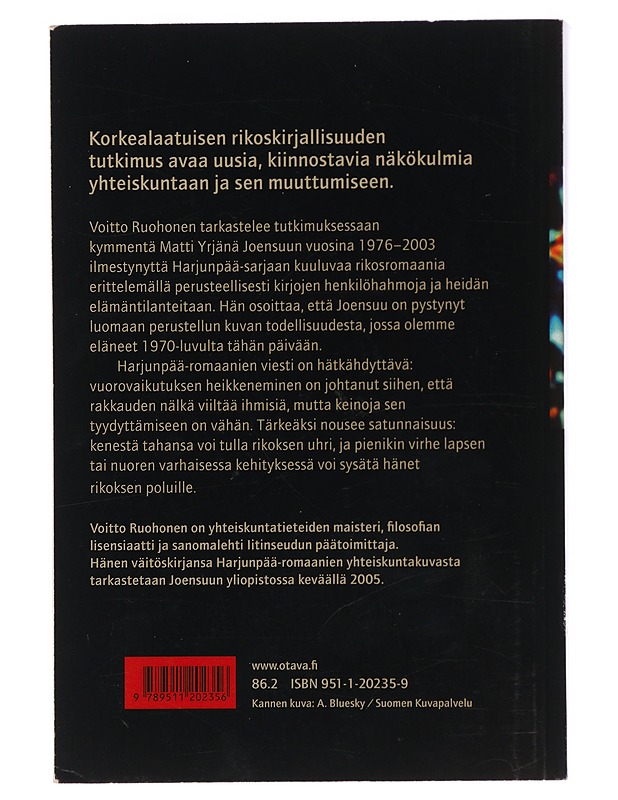 Korkealaatuisen rikoskirjallisuuden
tutkimus avaa uusia, kiinnostavia näkökulmia
yhteiskuntaan ja sen muuttumiseen.
Voitto Ruohonen tarkastelee tutkimuksessaan
kymmentä Matti Yrjänä Joensuun vuosina 1976–2003
ilmestynyttä Harjunpää-sarjaan kuuluvaa rikosromaania
erittelemällä perusteellisesti kirjojen henkilöhahmoja ja heidän
elämäntilanteitaan. Hän osoittaa, että Joensuu on pystynyt
luomaan perustellun kuvan todellisuudesta, jossa olemme
eläneet 1970-luvulta tähän päivään.
Harjunpää-romaanien viesti on hätkähdyttävä:
vuorovaikutuksen heikkeneminen on johtanut siihen, että
rakkauden nälkä viiltää ihmisiä, mutta keinoja sen
tyydyttämiseen on vähän. Tärkeäksi nousee satunnaisuus:
kenestä tahansa voi tulla rikoksen uhri, ja pienikin virhe lapsen
tai nuoren varhaisessa kehityksessä voi sysätä hänet
rikoksen poluille.
Voitto Ruohonen on yhteiskuntatieteiden maisteri, filosofian
lisensiaatti ja sanomalehti Iitinseudun päätoimittaja.
Hänen väitöskirjansa Harjunpää-romaanien yhteiskuntakuvasta
tarkastetaan Joensuun yliopistossa keväällä 2005.
www.otava.fi
86.2 ISBN 951-1-20235-9
Kannen kuva: A. Bluesky / Suomen Kuvapalvelu
9 789511 202356